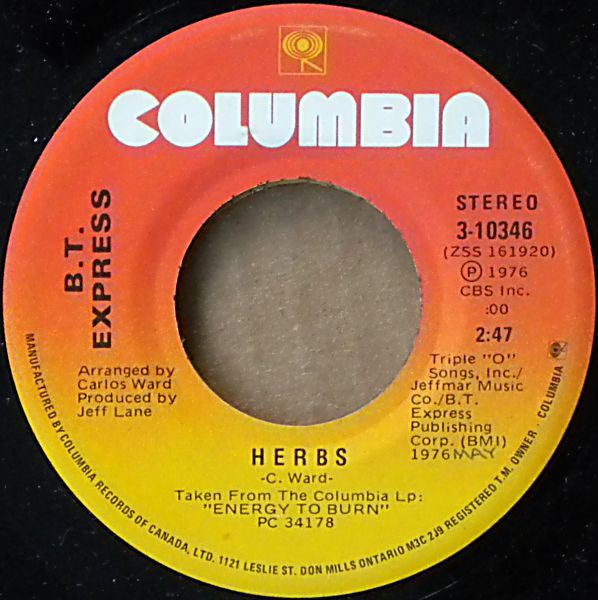 COLUMBIA
B.T.
EXPRESS
STEREO
3-10346
(ZSS 161920)
Ⓟ 1976
CBS Inc.
:00
2:47
Arranged by
Carlos Ward
Produced by
Jeff Lane
Triple "O"
Songs, Inc./
Jeffmar Music
Co./B.T.
Express
Publishing
Corp. (BMI)
1976 MAY
HERBS
-C. Ward-
Taken From The Columbia Lp:
"ENERGY TO BURN"
PC 34178
MANUFACTURED BY COLUMBIA RECORDS OF CANADA, LTD. 1121 LESLIE ST. DON MILLS ONTARIO M3C 2J9 REGISTERED T.M. OWNER · COLUMBIA